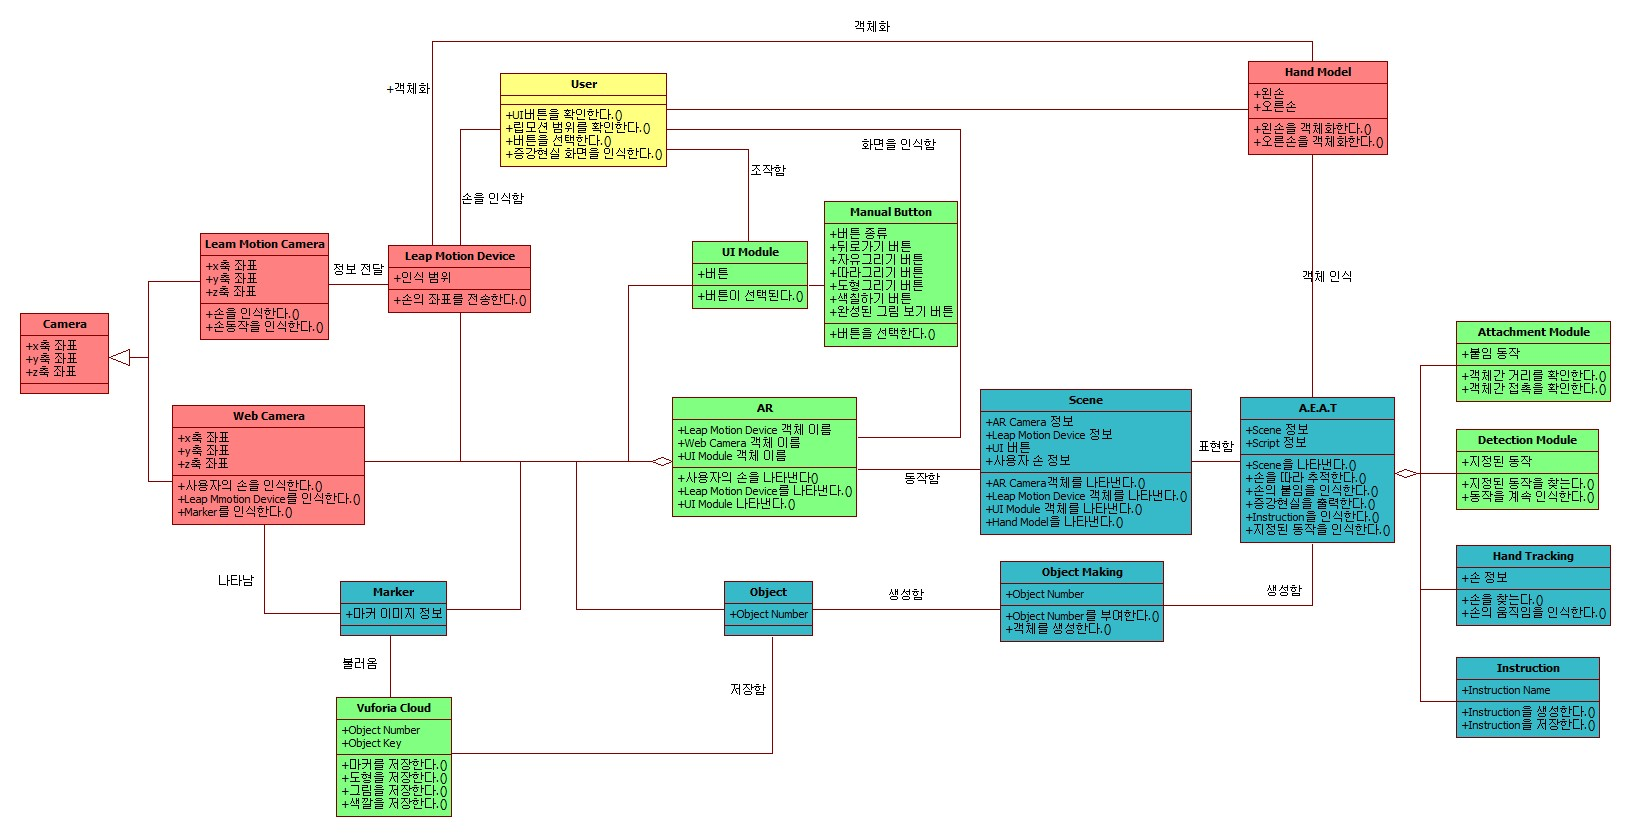 객체화
+객체화
User
+UI버튼을 확인한다.()
+립모션 범위를 확인한다.()
+버튼을 선택한다.()
+증강현실 화면을 인식한다.()
Hand Model
+왼손
+오른손
+왼손을 객체화한다.()
+오른손을 객체화한다.()
화면을 인식함
조작함
손을 인식함
Manual Button
+버튼 종류
+뒤로가기 버튼
+자유그리기 버튼
+따라그리기 버튼
+도형그리기 버튼
+색칠하기 버튼
+완성된 그림 보기 버튼
+버튼을 선택한다.()
Leam Motion Camera
+x축 좌표
+y축 좌표
+z축 좌표
+손을 인식한다.()
+손동작을 인식한다.()
정보 전달
Leap Motion Device
+인식 범위
+손의 좌표를 전송한다.()
UI Module
+버튼
+버튼이 선택된다.()
객체 인식
Camera
+x축 좌표
+y축 좌표
+z축 좌표
Attachment Module
+붙임 동작
+객체간 거리를 확인한다.()
+객체간 접촉을 확인한다.()
Web Camera
+x축 좌표
+y축 좌표
+z축 좌표
+사용자의 손을 인식한다.()
+Leap Mmotion Device를 인식한다.()
+Marker를 인식한다.()
AR
+Leap Motion Device 객체 이름
+Web Camera 객체 이름
+UI Module 객체 이름
+사용자의 손을 나타낸다()
+Leap Motion Device를 나타낸다.()
+UI Module 나타낸다.()
동작함
Scene
+AR Camera 정보
+Leap Motion Device 정보
+UI 버튼
+사용자 손 정보
+AR Camera객체를 나타낸다.()
+Leap Motion Device 객체를 나타낸다.()
+UI Module 객체를 나타낸다.()
+Hand Model을 나타낸다.()
표현함
A.E.A.T
+Scene 정보
+Script 정보
+Scene을 나타낸다.()
+손을 따라 추적한다.()
+손의 붙임을 인식한다.()
+증강현실을 출력한다.()
+Instruction을 인식한다.()
+지정된 동작을 인식한다.()
Detection Module
+지정된 동작
+지정된 동작을 찾는다.()
+동작을 계속 인식한다.()
Hand Tracking
+손 정보
+손을 찾는다.()
+손의 움직임을 인식한다.()
나타남
Marker
+마커 이미지 정보
Object
+Object Number
생성함
Object Making
+Object Number
+Object Number를 부여한다.()
+객체를 생성한다.()
생성함
불러옴
저장함
Instruction
+Instruction Name
+Instruction을 생성한다.()
+Instruction을 저장한다.()
Vuforia Cloud
+Object Number
+Object Key
+마커를 저장한다.()
+도형을 저장한다.()
+그림을 저장한다.()
+색깔을 저장한다.()